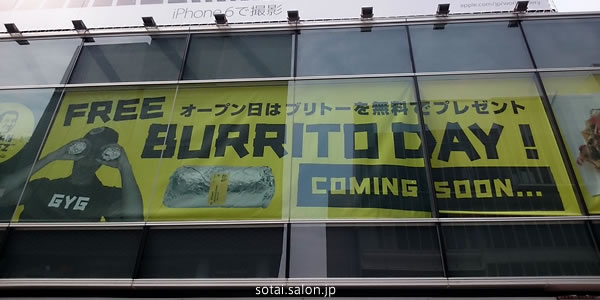 iPhone 6で撮影
FREE オープン日はブリトーを無料でプレゼント
BURRITO DAY!
GYG
COMING SOON...
sotai.salon.jp